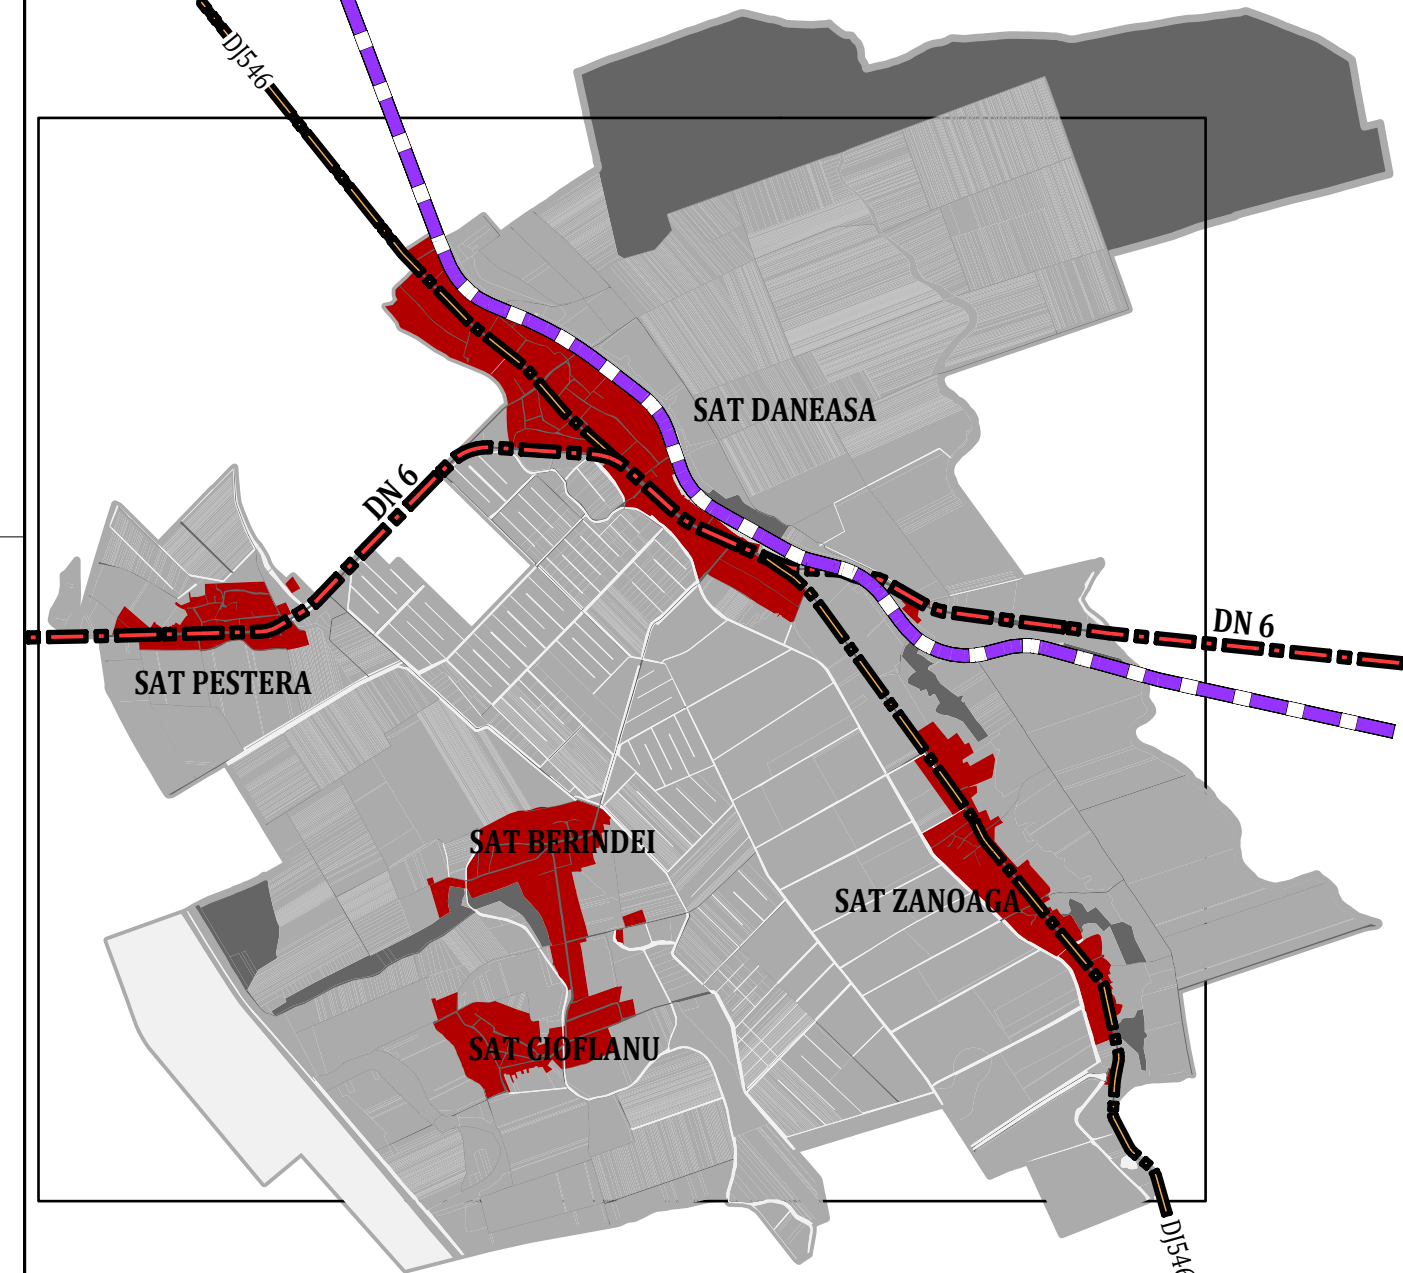 DJ546
SAT DANEASA
DN 6
DN 6
SAT PESTERA
SAT BERINDEI
SAT ZANOAGA
SAT CIOFLANU
DJ546